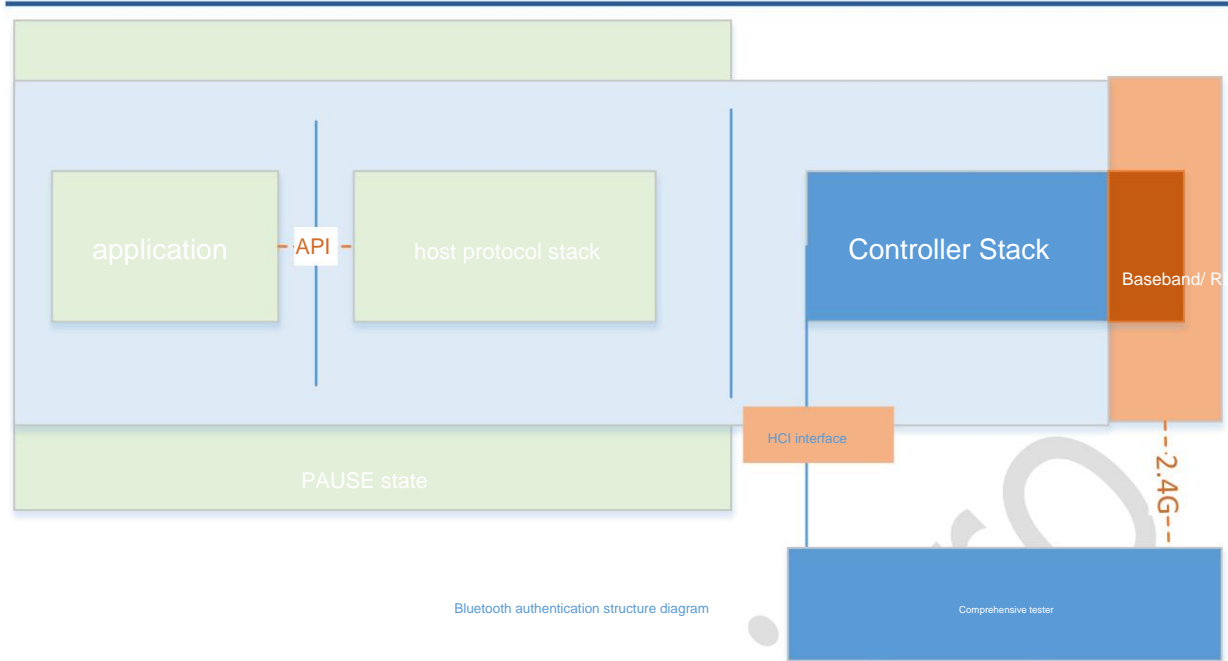 application
API
host protocol stack
Controller Stack
Baseband/ R
HCI interface
PAUSE state
2.4G
Bluetooth authentication structure diagram
Comprehensive tester